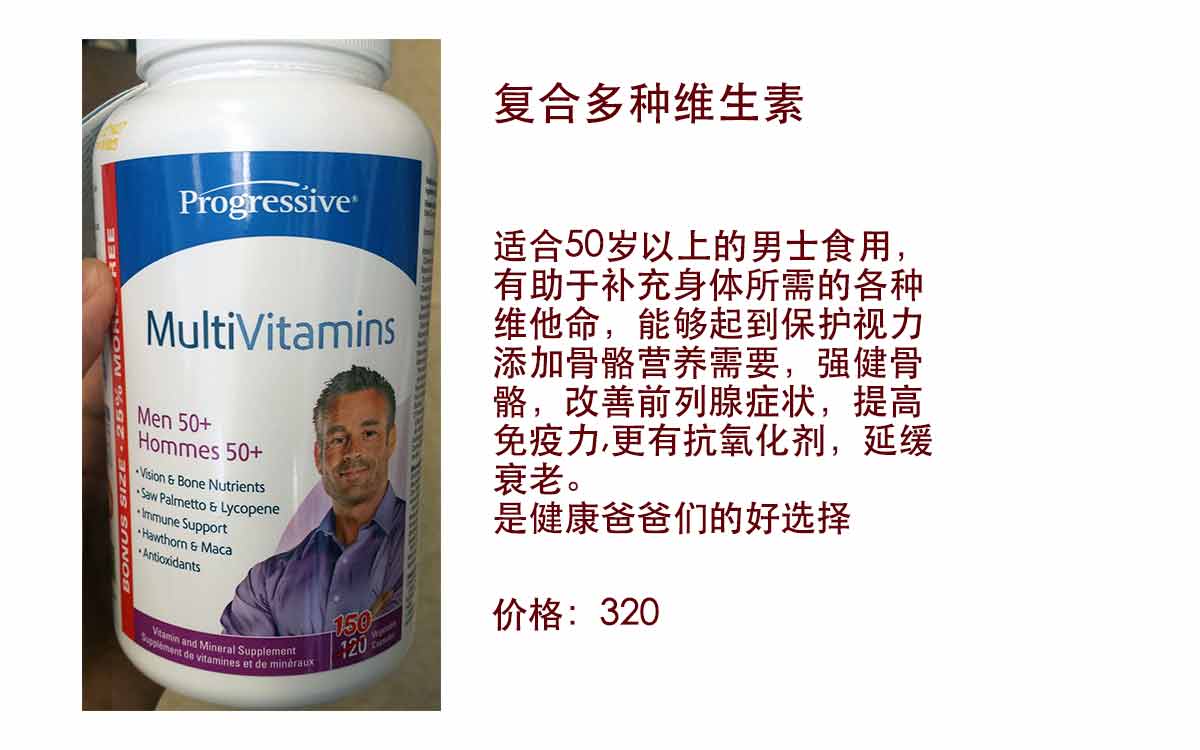 复合多种维生素
适合50岁以上的男士食用，
有助于补充身体所需的各种
维他命，能够起到保护视力
添加骨骼营养需要，强健骨
骼，改善前列腺症状，提高
免疫力,更有抗氧化剂，延缓
衰老。
是健康爸爸们的好选择
价格：320
Progressive®
MultiVitamins
Men 50+
Hommes 50+
• Vision & Bone Nutrients
• Saw Palmetto & Lycopene
• Immune Support
• Hawthorn & Maca
• Antioxidants
BONUS SIZE · 25% MORE FREE
150
120
Vegetable
Capsules
Vitamin and Mineral Supplement
Supplément de vitamines et de minéraux